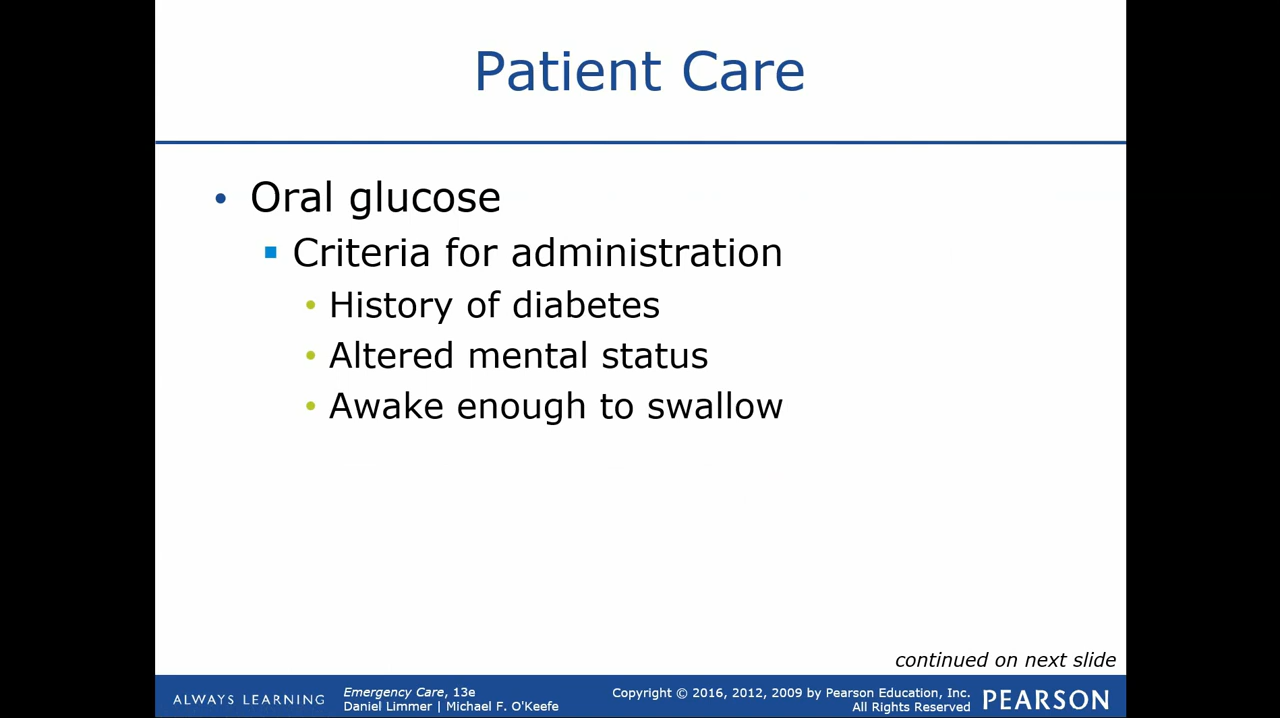 Patient Care
• Oral glucose
▪ Criteria for administration
• History of diabetes
• Altered mental status
• Awake enough to swallow
continued on next slide
ALWAYS LEARNING
Emergency Care, 13e
Daniel Limmer | Michael F. O'Keefe
Copyright © 2016, 2012, 2009 by Pearson Education, Inc.
All Rights Reserved
PEARSON